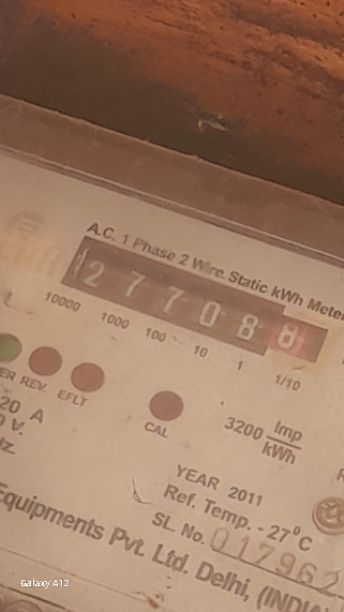 A.C. 1 Phase 2 Wire Static kWh Meter
277088
10000 1000 100 10 1 1/10
REV. EFLT
CAL
20 A
3200 Imp
kWh
YEAR 2011
Ref. Temp. - 27°C
SL. No. 017962
Equipments Pvt. Ltd. Delhi, (INDI
Galaxy A12